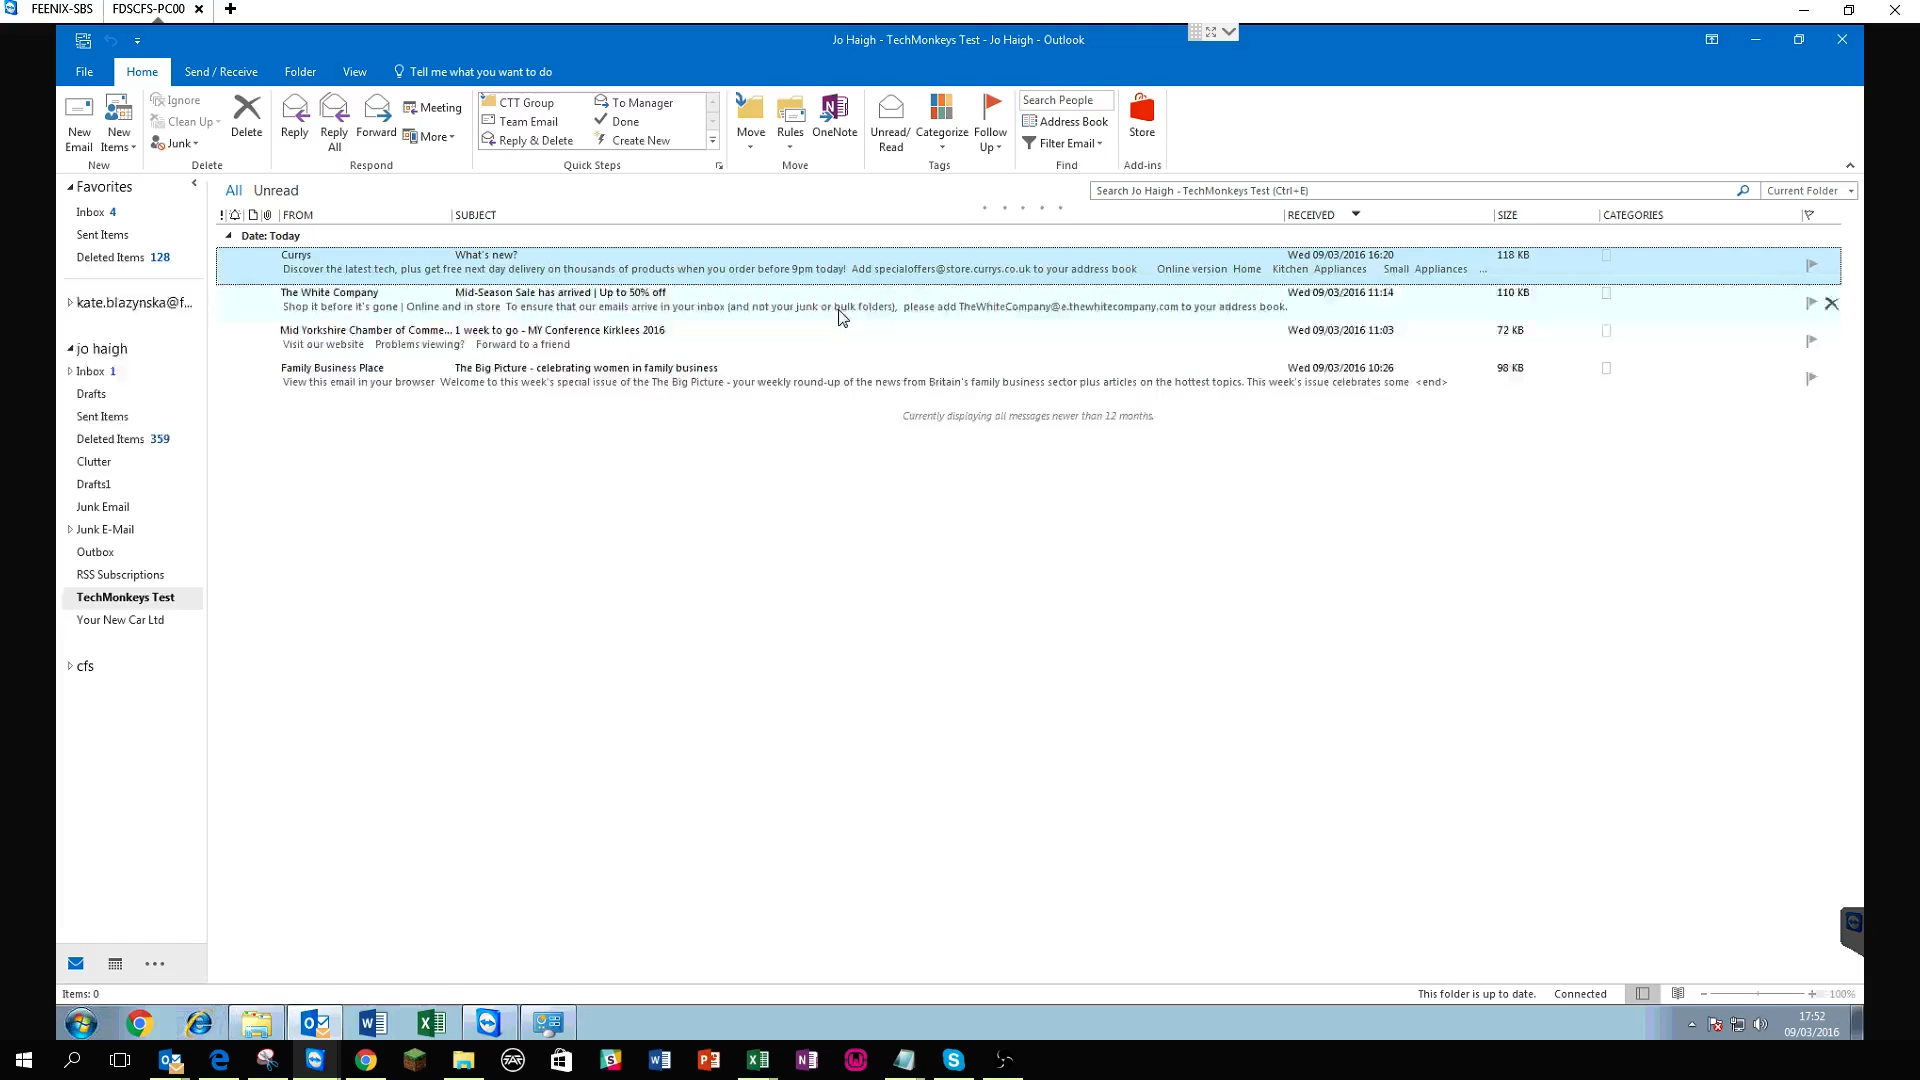 FEENIX-SBS FDSCFS-PC00
Jo Haigh - TechMonkeys Test - Jo Haigh - Outlook
File Home Send / Receive Folder View Tell me what you want to do
New Email
New Items
New
Ignore
Clean Up
Junk
Delete
Delete
Reply
Reply All
Forward
Meeting
More
Respond
CTT Group
Team Email
Reply & Delete
To Manager
Done
Create New
Quick Steps
Move
Rules
OneNote
Move
Unread/ Read
Categorize
Follow Up
Tags
Search People
Address Book
Filter Email
Find
Store
Add-ins
Favorites
Inbox 4
Sent Items
Deleted Items 128
kate.blazynska@f...
jo haigh
Inbox 1
Drafts
Sent Items
Deleted Items 359
Clutter
Drafts1
Junk Email
Junk E-Mail
Outbox
RSS Subscriptions
TechMonkeys Test
Your New Car Ltd
cfs
All Unread
Search Jo Haigh - TechMonkeys Test (Ctrl+E) Current Folder
! FROM SUBJECT RECEIVED SIZE CATEGORIES
Date: Today
Currys What's new? Wed 09/03/2016 16:20 118 KB
Discover the latest tech, plus get free next day delivery on thousands of products when you order before 9pm today! Add specialoffers@store.currys.co.uk to your address book Online version Home Kitchen Appliances Small Appliances ...
The White Company Mid-Season Sale has arrived | Up to 50% off Wed 09/03/2016 11:14 110 KB
Shop it before it's gone | Online and in store To ensure that our emails arrive in your inbox (and not your junk or bulk folders), please add TheWhiteCompany@e.thewhitecompany.com to your address book.
Mid Yorkshire Chamber of Comme... 1 week to go - MY Conference Kirklees 2016 Wed 09/03/2016 11:03 72 KB
Visit our website Problems viewing? Forward to a friend
Family Business Place The Big Picture - celebrating women in family business Wed 09/03/2016 10:26 98 KB
View this email in your browser Welcome to this week's special issue of the The Big Picture - your weekly round-up of the news from Britain's family business sector plus articles on the hottest topics. This week's issue celebrates some <end>
Currently displaying all messages newer than 12 months.
Items: 0 This folder is up to date. Connected 100%
17:52
09/03/2016